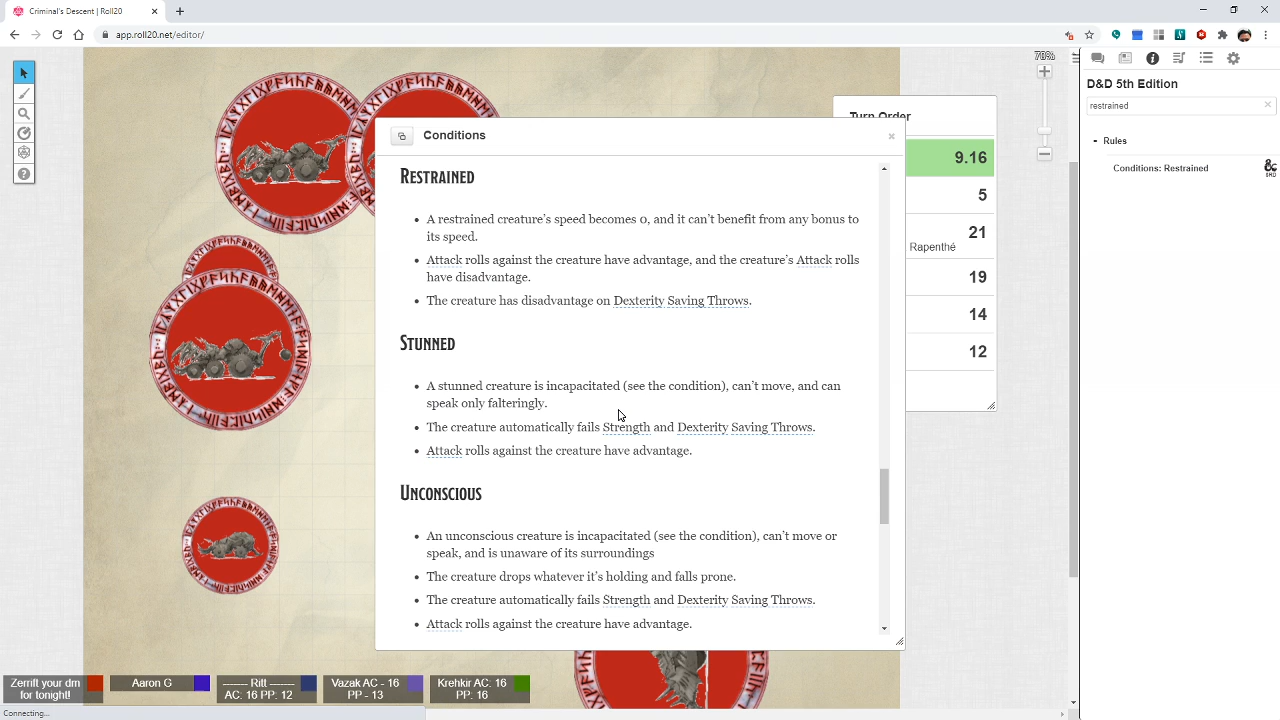 Criminal's Descent | Roll20
app.roll20.net/editor/
70%
D&D 5th Edition
restrained
Rules
Conditions: Restrained
SRD
Turn Order
9.16
5
21
Rapenthé
19
14
12
Conditions
RESTRAINED
A restrained creature's speed becomes 0, and it can't benefit from any bonus to
its speed.
Attack rolls against the creature have advantage, and the creature's Attack rolls
have disadvantage.
The creature has disadvantage on Dexterity Saving Throws.
STUNNED
A stunned creature is incapacitated (see the condition), can't move, and can
speak only falteringly.
The creature automatically fails Strength and Dexterity Saving Throws.
Attack rolls against the creature have advantage.
UNCONSCIOUS
An unconscious creature is incapacitated (see the condition), can't move or
speak, and is unaware of its surroundings
The creature drops whatever it's holding and falls prone.
The creature automatically fails Strength and Dexterity Saving Throws.
Attack rolls against the creature have advantage.
Zerrift your dm
for tonight!
Aaron G
-------- Ritt --------
AC: 16 PP: 12
Vazak AC - 16
PP - 13
Krehkir AC: 16
PP: 16
Connecting...